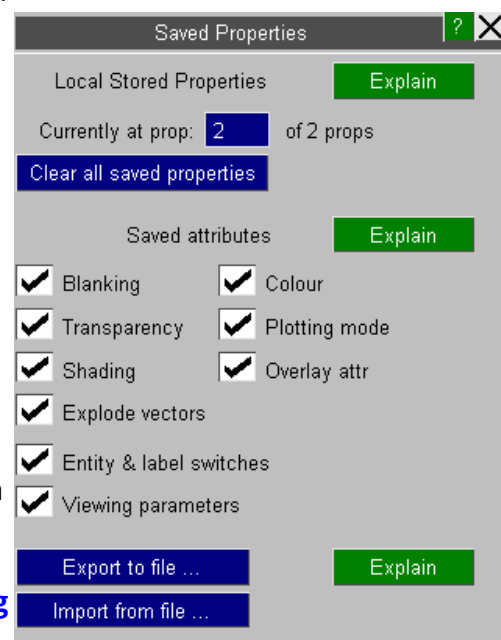 Saved Properties ? X
Local Stored Properties Explain
Currently at prop: 2 of 2 props
Clear all saved properties
Saved attributes Explain
Blanking Colour
Transparency Plotting mode
Shading Overlay attr
Explode vectors
Entity & label switches
Viewing parameters
Export to file ... Explain
g Import from file ...